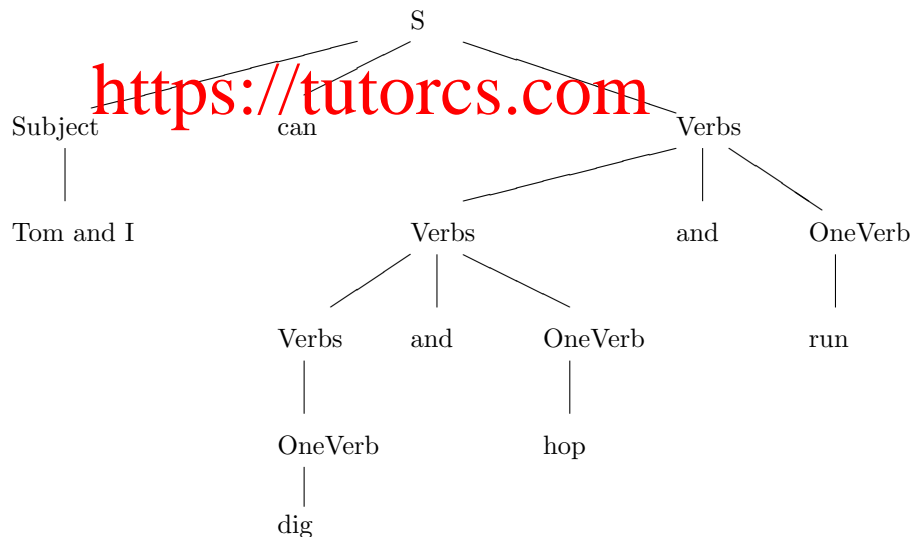 S
https://tutorcs.com
Subject can Verbs
Tom and I Verbs and OneVerb
Verbs and OneVerb run
OneVerb hop
dig